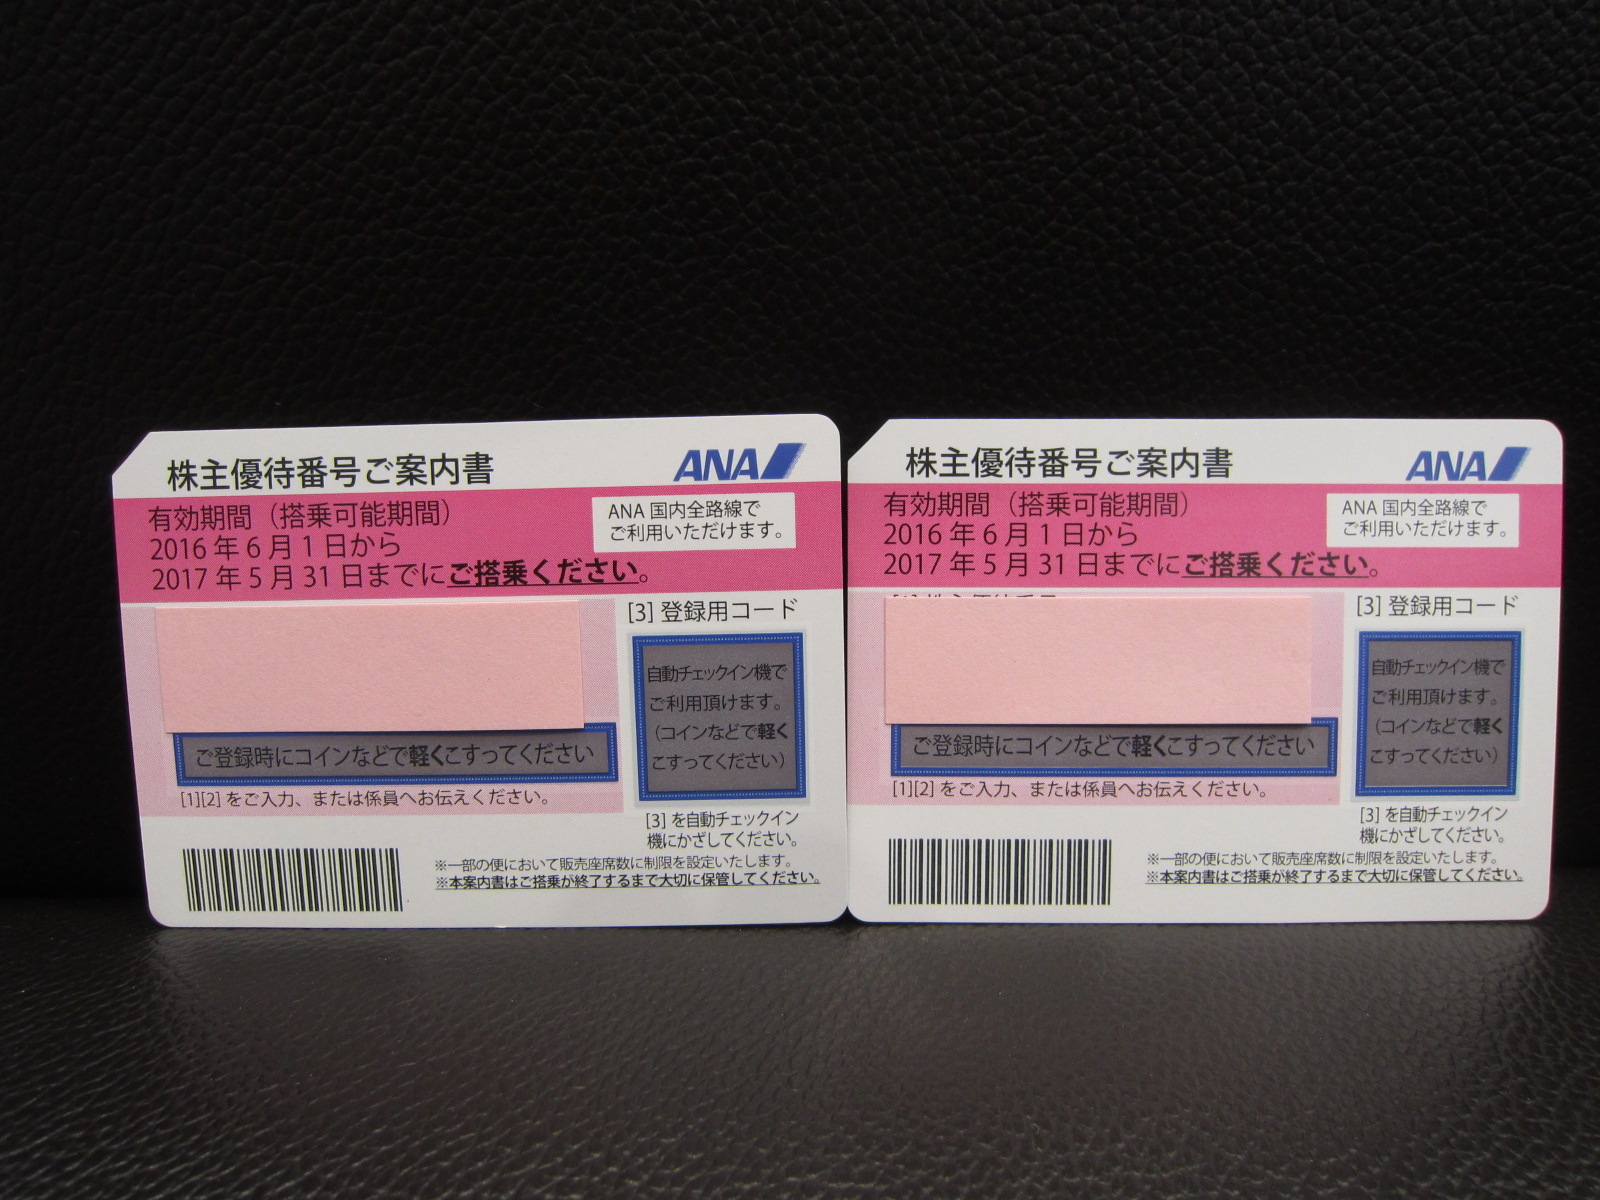 株主優待番号ご案内書
ANA
有効期間（搭乗可能期間）
2016 年 6 月 1 日から
2017 年 5 月 31 日までにご搭乗ください。
ANA 国内全路線で
ご利用いただけます。
[3] 登録用コード
自動チェックイン機で
ご利用頂けます。
（コインなどで軽く
こすってください）
ご登録時にコインなどで軽くこすってください
[1][2] をご入力、または係員へお伝えください。
[3] を自動チェックイン
機にかざしてください。
※一部の便において販売座席数に制限を設定いたします。
※本案内書はご搭乗が終了するまで大切に保管してください。
株主優待番号ご案内書
ANA
有効期間（搭乗可能期間）
2016 年 6 月 1 日から
2017 年 5 月 31 日までにご搭乗ください。
ANA 国内全路線で
ご利用いただけます。
[3] 登録用コード
自動チェックイン機で
ご利用頂けます。
（コインなどで軽く
こすってください）
ご登録時にコインなどで軽くこすってください
[1][2] をご入力、または係員へお伝えください。
[3] を自動チェックイン
機にかざしてください。
※一部の便において販売座席数に制限を設定いたします。
※本案内書はご搭乗が終了するまで大切に保管してください。